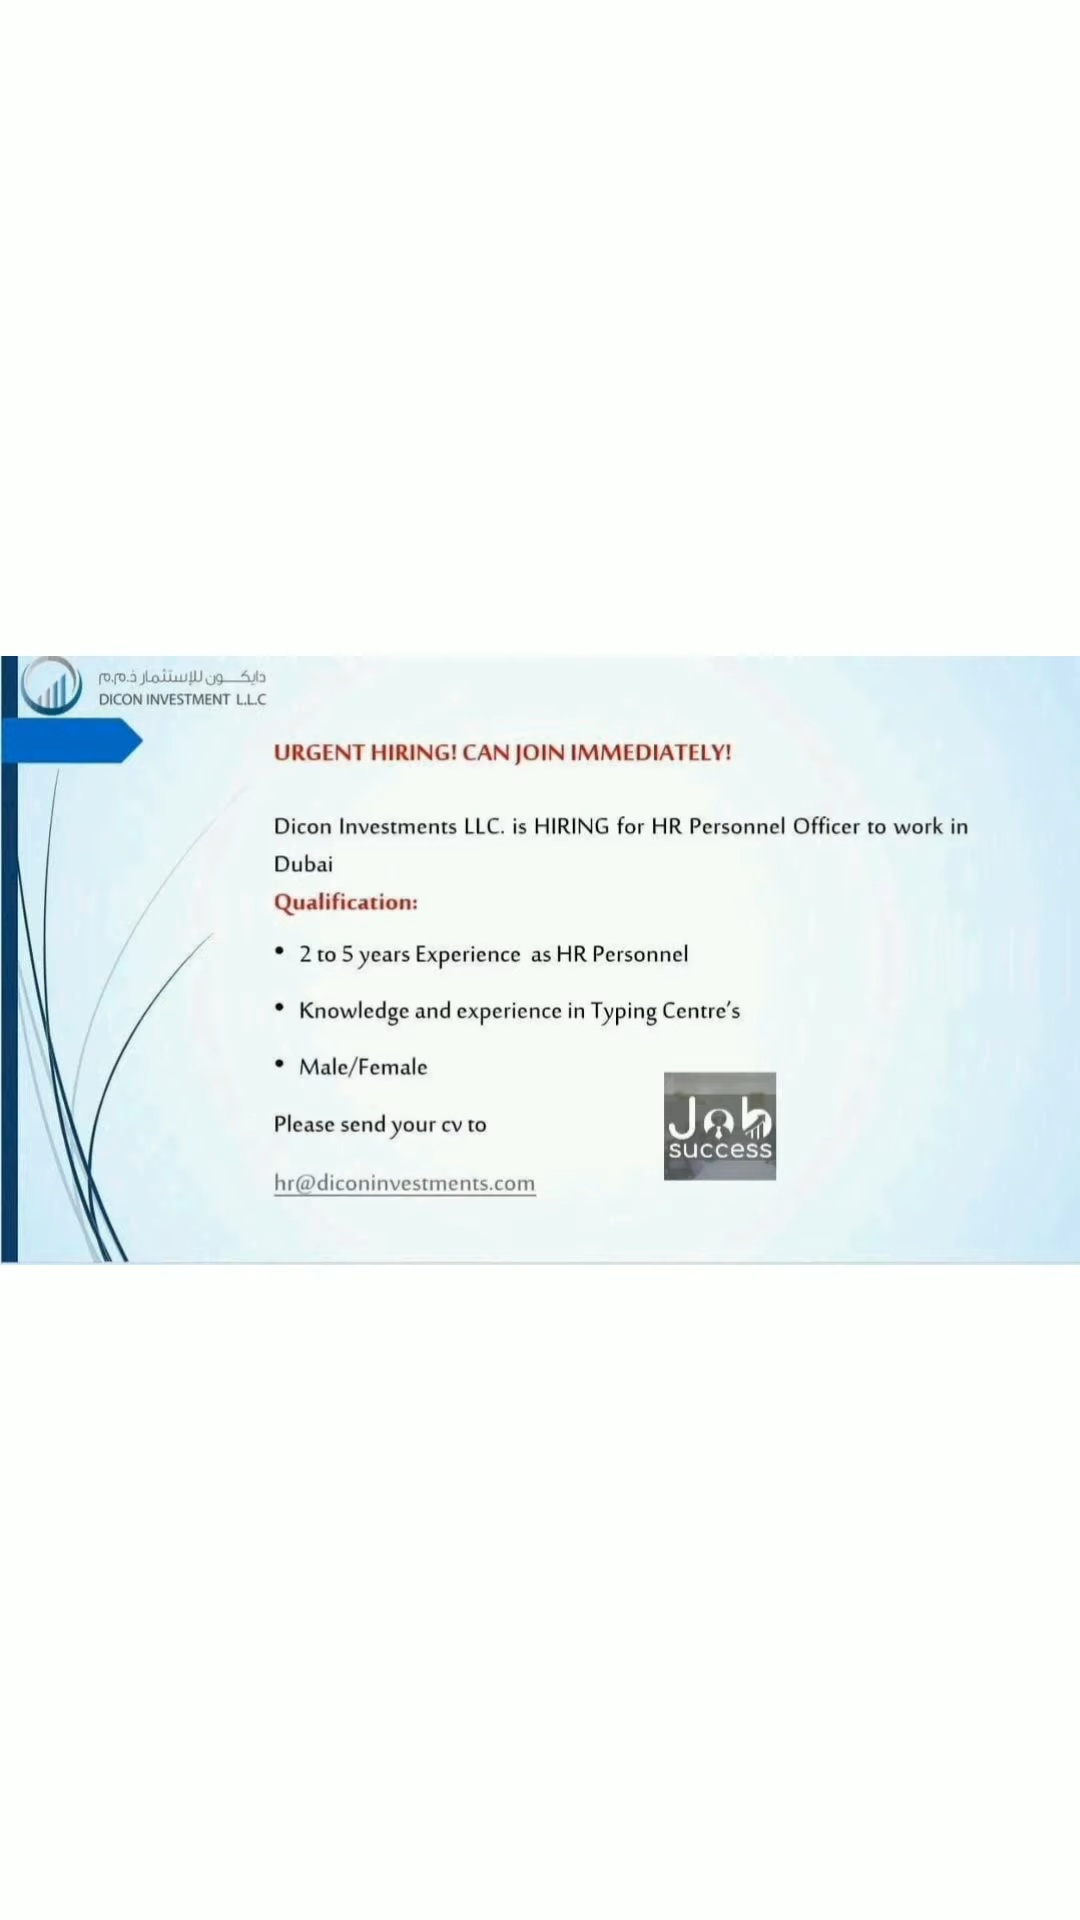 دايكـــون للإستثمار ذ.م.م
DICON INVESTMENT L.L.C
URGENT HIRING! CAN JOIN IMMEDIATELY!
Dicon Investments LLC. is HIRING for HR Personnel Officer to work in
Dubai
Qualification:
• 2 to 5 years Experience as HR Personnel
• Knowledge and experience in Typing Centre’s
• Male/Female
Please send your cv to
hr@diconinvestments.com
Job
success